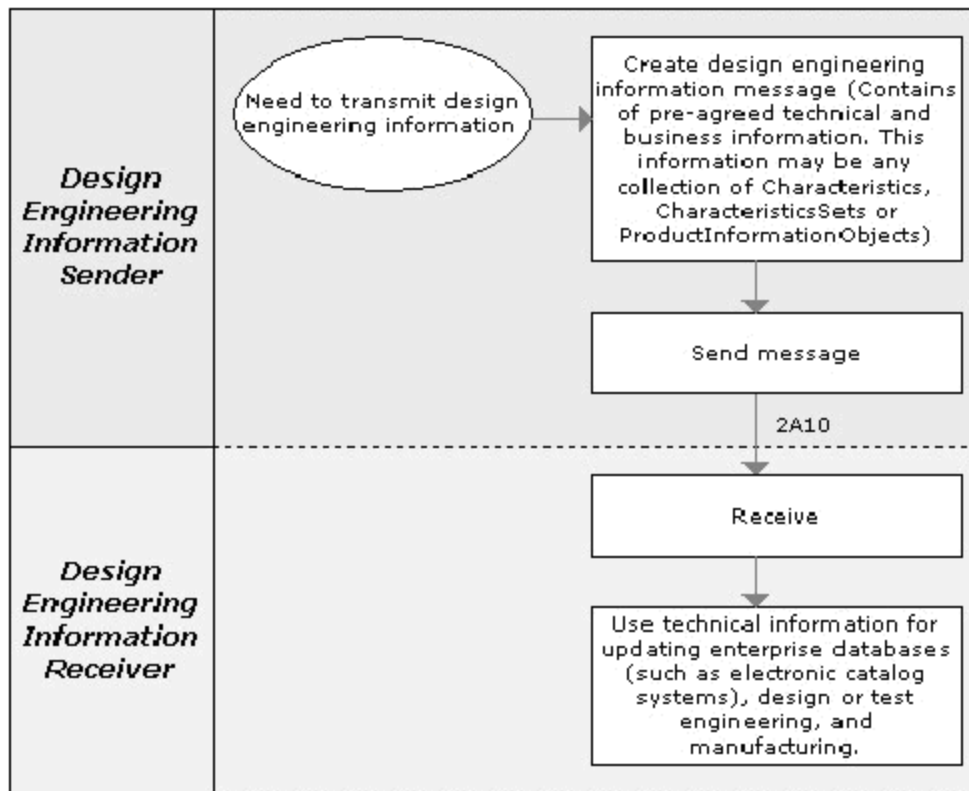 Design
Engineering
Information
Sender
Need to transmit design
engineering information
Create design engineering
information message (Contains
of pre-agreed technical and
business information. This
information may be any
collection of Characteristics,
CharacteristicsSets or
ProductInformationObjects)
Send message
2A10
Design
Engineering
Information
Receiver
Receive
Use technical information for
updating enterprise databases
(such as electronic catalog
systems), design or test
engineering, and
manufacturing.